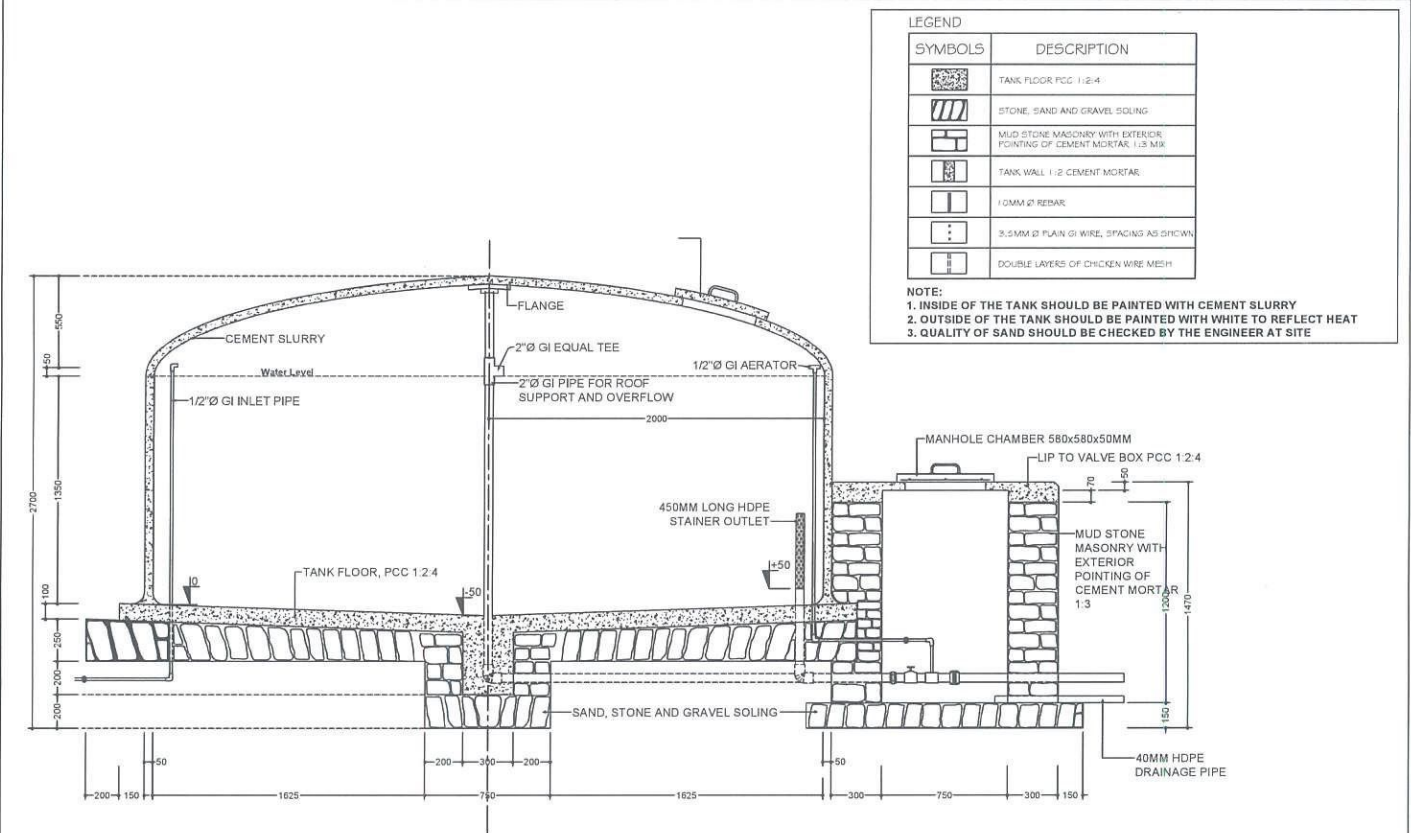 LEGEND
SYMBOLS DESCRIPTION
TANK FLOOR PCC 1:2:4
STONE, SAND AND GRAVEL SOLING
MUD STONE MASONRY WITH EXTERIOR
POINTING OF CEMENT MORTAR 1:3 MIX
TANK WALL 1:2 CEMENT MORTAR
10MM Ø REBAR
3.5MM Ø PLAIN GI WIRE, SPACING AS SHOWN
DOUBLE LAYERS OF CHICKEN WIRE MESH
NOTE:
1. INSIDE OF THE TANK SHOULD BE PAINTED WITH CEMENT SLURRY
2. OUTSIDE OF THE TANK SHOULD BE PAINTED WITH WHITE TO REFLECT HEAT
3. QUALITY OF SAND SHOULD BE CHECKED BY THE ENGINEER AT SITE
FLANGE
CEMENT SLURRY
2"Ø GI EQUAL TEE
1/2"Ø GI AERATOR
Water Level
2"Ø GI PIPE FOR ROOF
SUPPORT AND OVERFLOW
1/2"Ø GI INLET PIPE
2000
MANHOLE CHAMBER 580x580x50MM
LIP TO VALVE BOX PCC 1:2:4
450MM LONG HDPE
STAINER OUTLET
MUD STONE
MASONRY WITH
EXTERIOR
POINTING OF
CEMENT MORTAR
1:3
TANK FLOOR, PCC 1:2:4
0
-50
+50
SAND, STONE AND GRAVEL SOLING
40MM HDPE
DRAINAGE PIPE
2700
550
50
1350
100
250
200
200
70
50
1200
1470
150
50
200
300
200
50
200
150
1625
750
1625
300
750
300
150